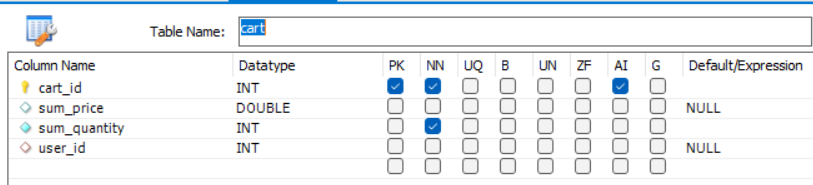 Table Name: cart
Column Name Datatype PK NN UQ B UN ZF AI G Default/Expression
cart_id INT
sum_price DOUBLE NULL
sum_quantity INT
user_id INT NULL